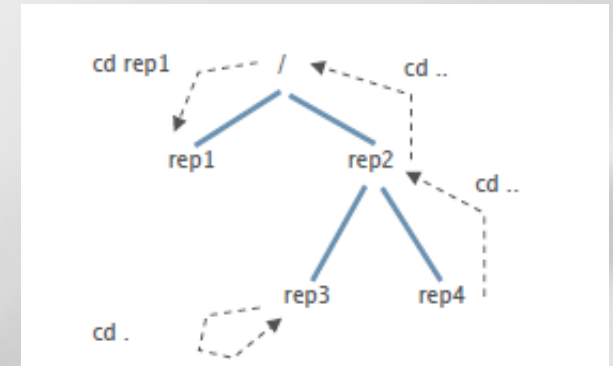 cd rep1
/
cd ..
rep1
rep2
cd ..
rep3
rep4
cd .